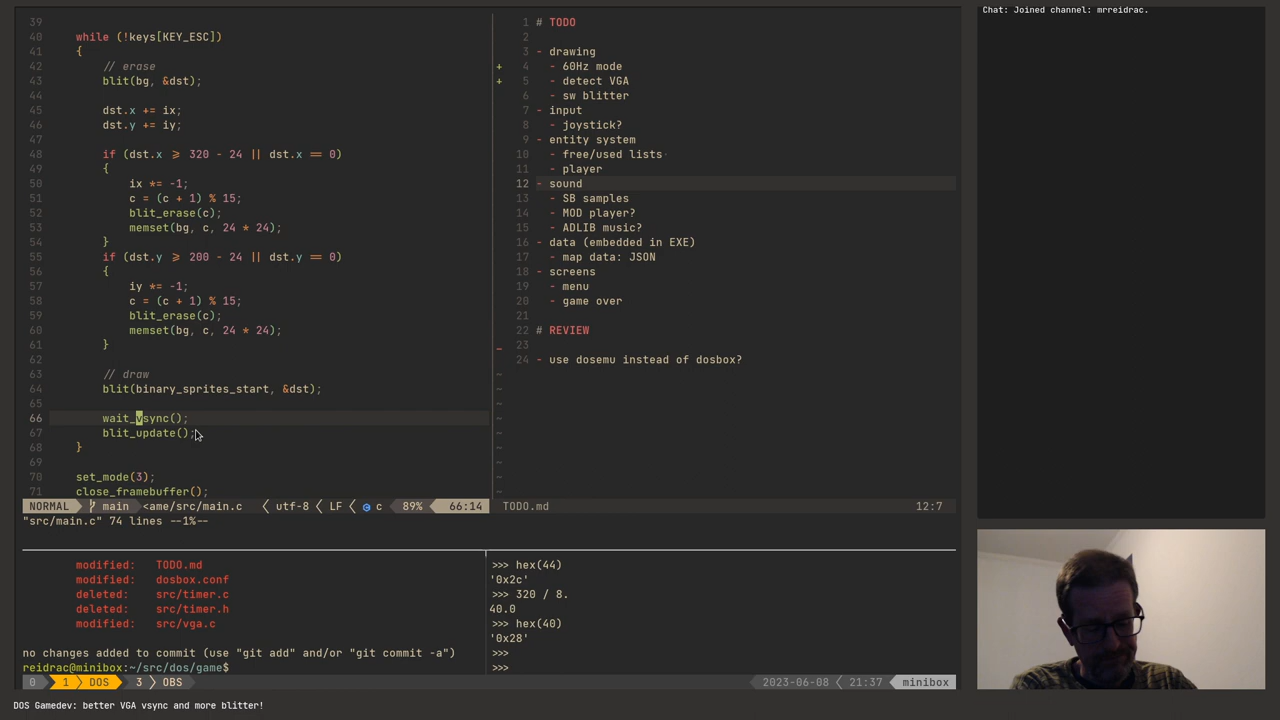 39
40 while (!keys[KEY_ESC])
41 {
42 // erase
43 blit(bg, &dst);
44
45 dst.x += ix;
46 dst.y += iy;
47
48 if (dst.x ⩾ 320 - 24 || dst.x == 0)
49 {
50 ix *= -1;
51 c = (c + 1) % 15;
52 blit_erase(c);
53 memset(bg, c, 24 * 24);
54 }
55 if (dst.y ⩾ 200 - 24 || dst.y == 0)
56 {
57 iy *= -1;
58 c = (c + 1) % 15;
59 blit_erase(c);
60 memset(bg, c, 24 * 24);
61 }
62
63 // draw
64 blit(binary_sprites_start, &dst);
65
66 wait_vsync();
67 blit_update();
68 }
69
70 set_mode(3);
71 close_framebuffer();
NORMAL main <ame/src/main.c utf-8 < LF < c 89% 66:14
"src/main.c" 74 lines --1%--
1 # TODO
2
3 - drawing
+ 4 - 60Hz mode
+ 5 - detect VGA
6 - sw blitter
7 - input
8 - joystick?
9 - entity system
10 - free/used lists·
11 - player
12 - sound
13 - SB samples
14 - MOD player?
15 - ADLIB music?
16 - data (embedded in EXE)
17 - map data: JSON
18 - screens
19 - menu
20 - game over
21
22 # REVIEW
_ 23
24 - use dosemu instead of dosbox?
~
~
~
~
~
~
~
~
~
TODO.md 12:7
modified: TODO.md
modified: dosbox.conf
deleted: src/timer.c
deleted: src/timer.h
modified: src/vga.c
no changes added to commit (use "git add" and/or "git commit -a")
reidrac@minibox:~/src/dos/game$
>>> hex(44)
'0x2c'
>>> 320 / 8.
40.0
>>> hex(40)
'0x28'
>>>
>>>
0 1 > DOS 3 > OBS 2023-06-08 < 21:37 minibox
Chat: Joined channel: mrreidrac.
DOS Gamedev: better VGA vsync and more blitter!